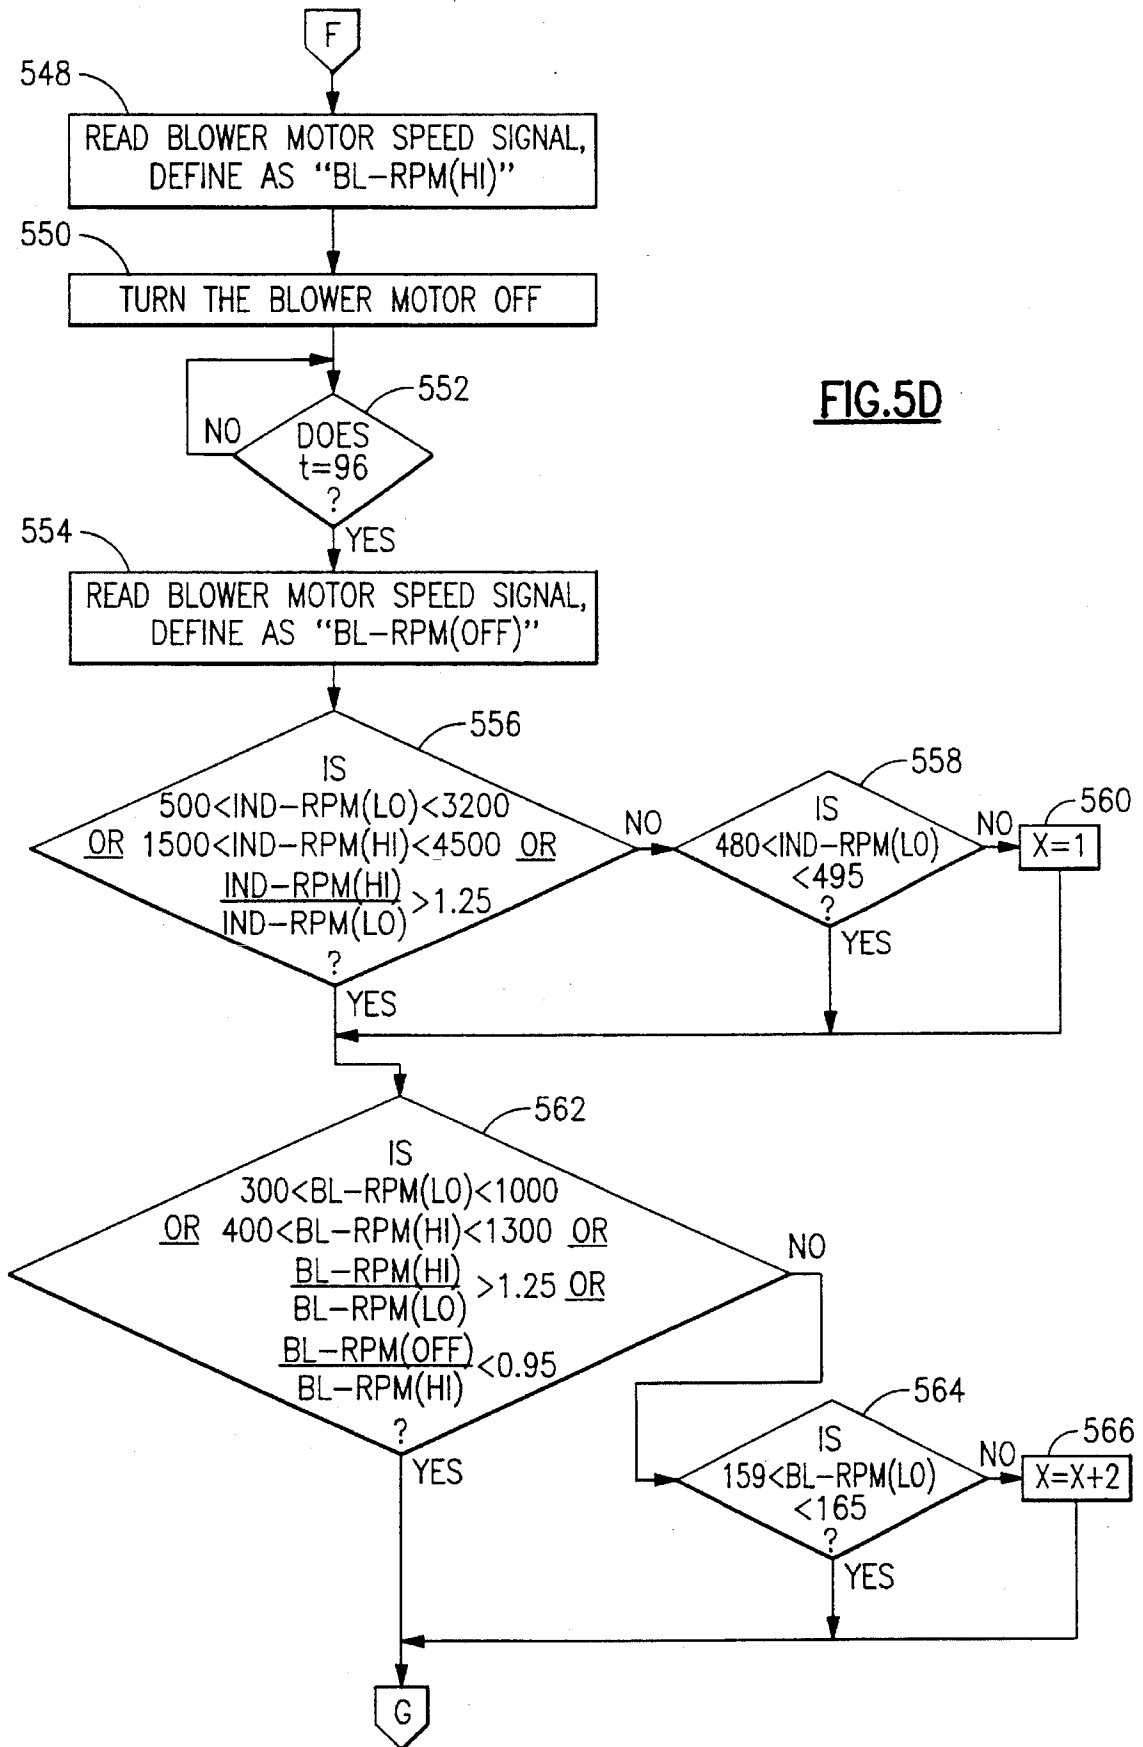 F
548
READ BLOWER MOTOR SPEED SIGNAL,
DEFINE AS “BL-RPM(HI)”
550
TURN THE BLOWER MOTOR OFF
552
FIG.5D
NO
DOES
t=96
?
YES
554
READ BLOWER MOTOR SPEED SIGNAL,
DEFINE AS “BL-RPM(OFF)”
556
IS
500<IND-RPM(LO)<3200
OR 1500<IND-RPM(HI)<4500 OR
IND-RPM(HI)
IND-RPM(LO)
>1.25
?
YES
NO
558
IS
480<IND-RPM(LO)
<495
?
YES
NO
560
X=1
562
IS
300<BL-RPM(LO)<1000
OR 400<BL-RPM(HI)<1300 OR
BL-RPM(HI)
BL-RPM(LO)
>1.25 OR
BL-RPM(OFF)
BL-RPM(HI)
<0.95
?
YES
NO
564
IS
159<BL-RPM(LO)
<165
?
YES
NO
566
X=X+2
G